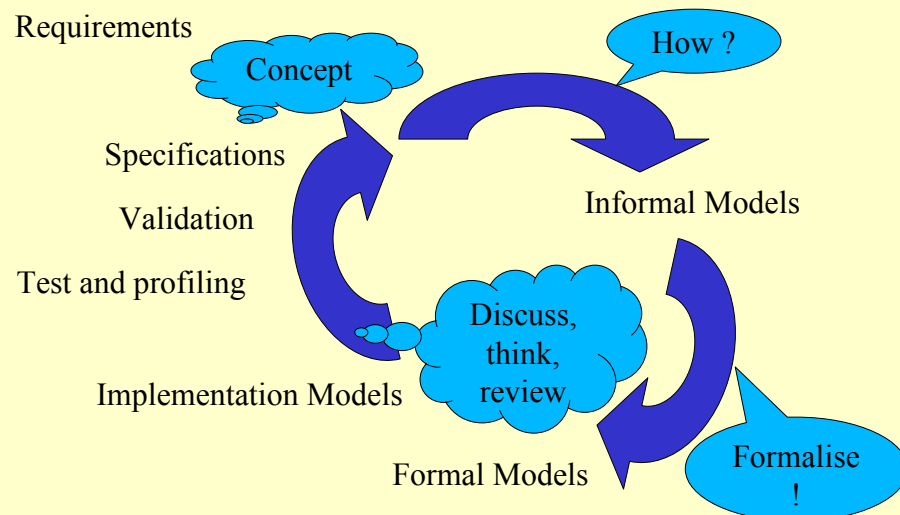 Requirements
Concept
How ?
Specifications
Informal Models
Validation
Test and profiling
Discuss,
think,
review
Implementation Models
Formal Models
Formalise
!